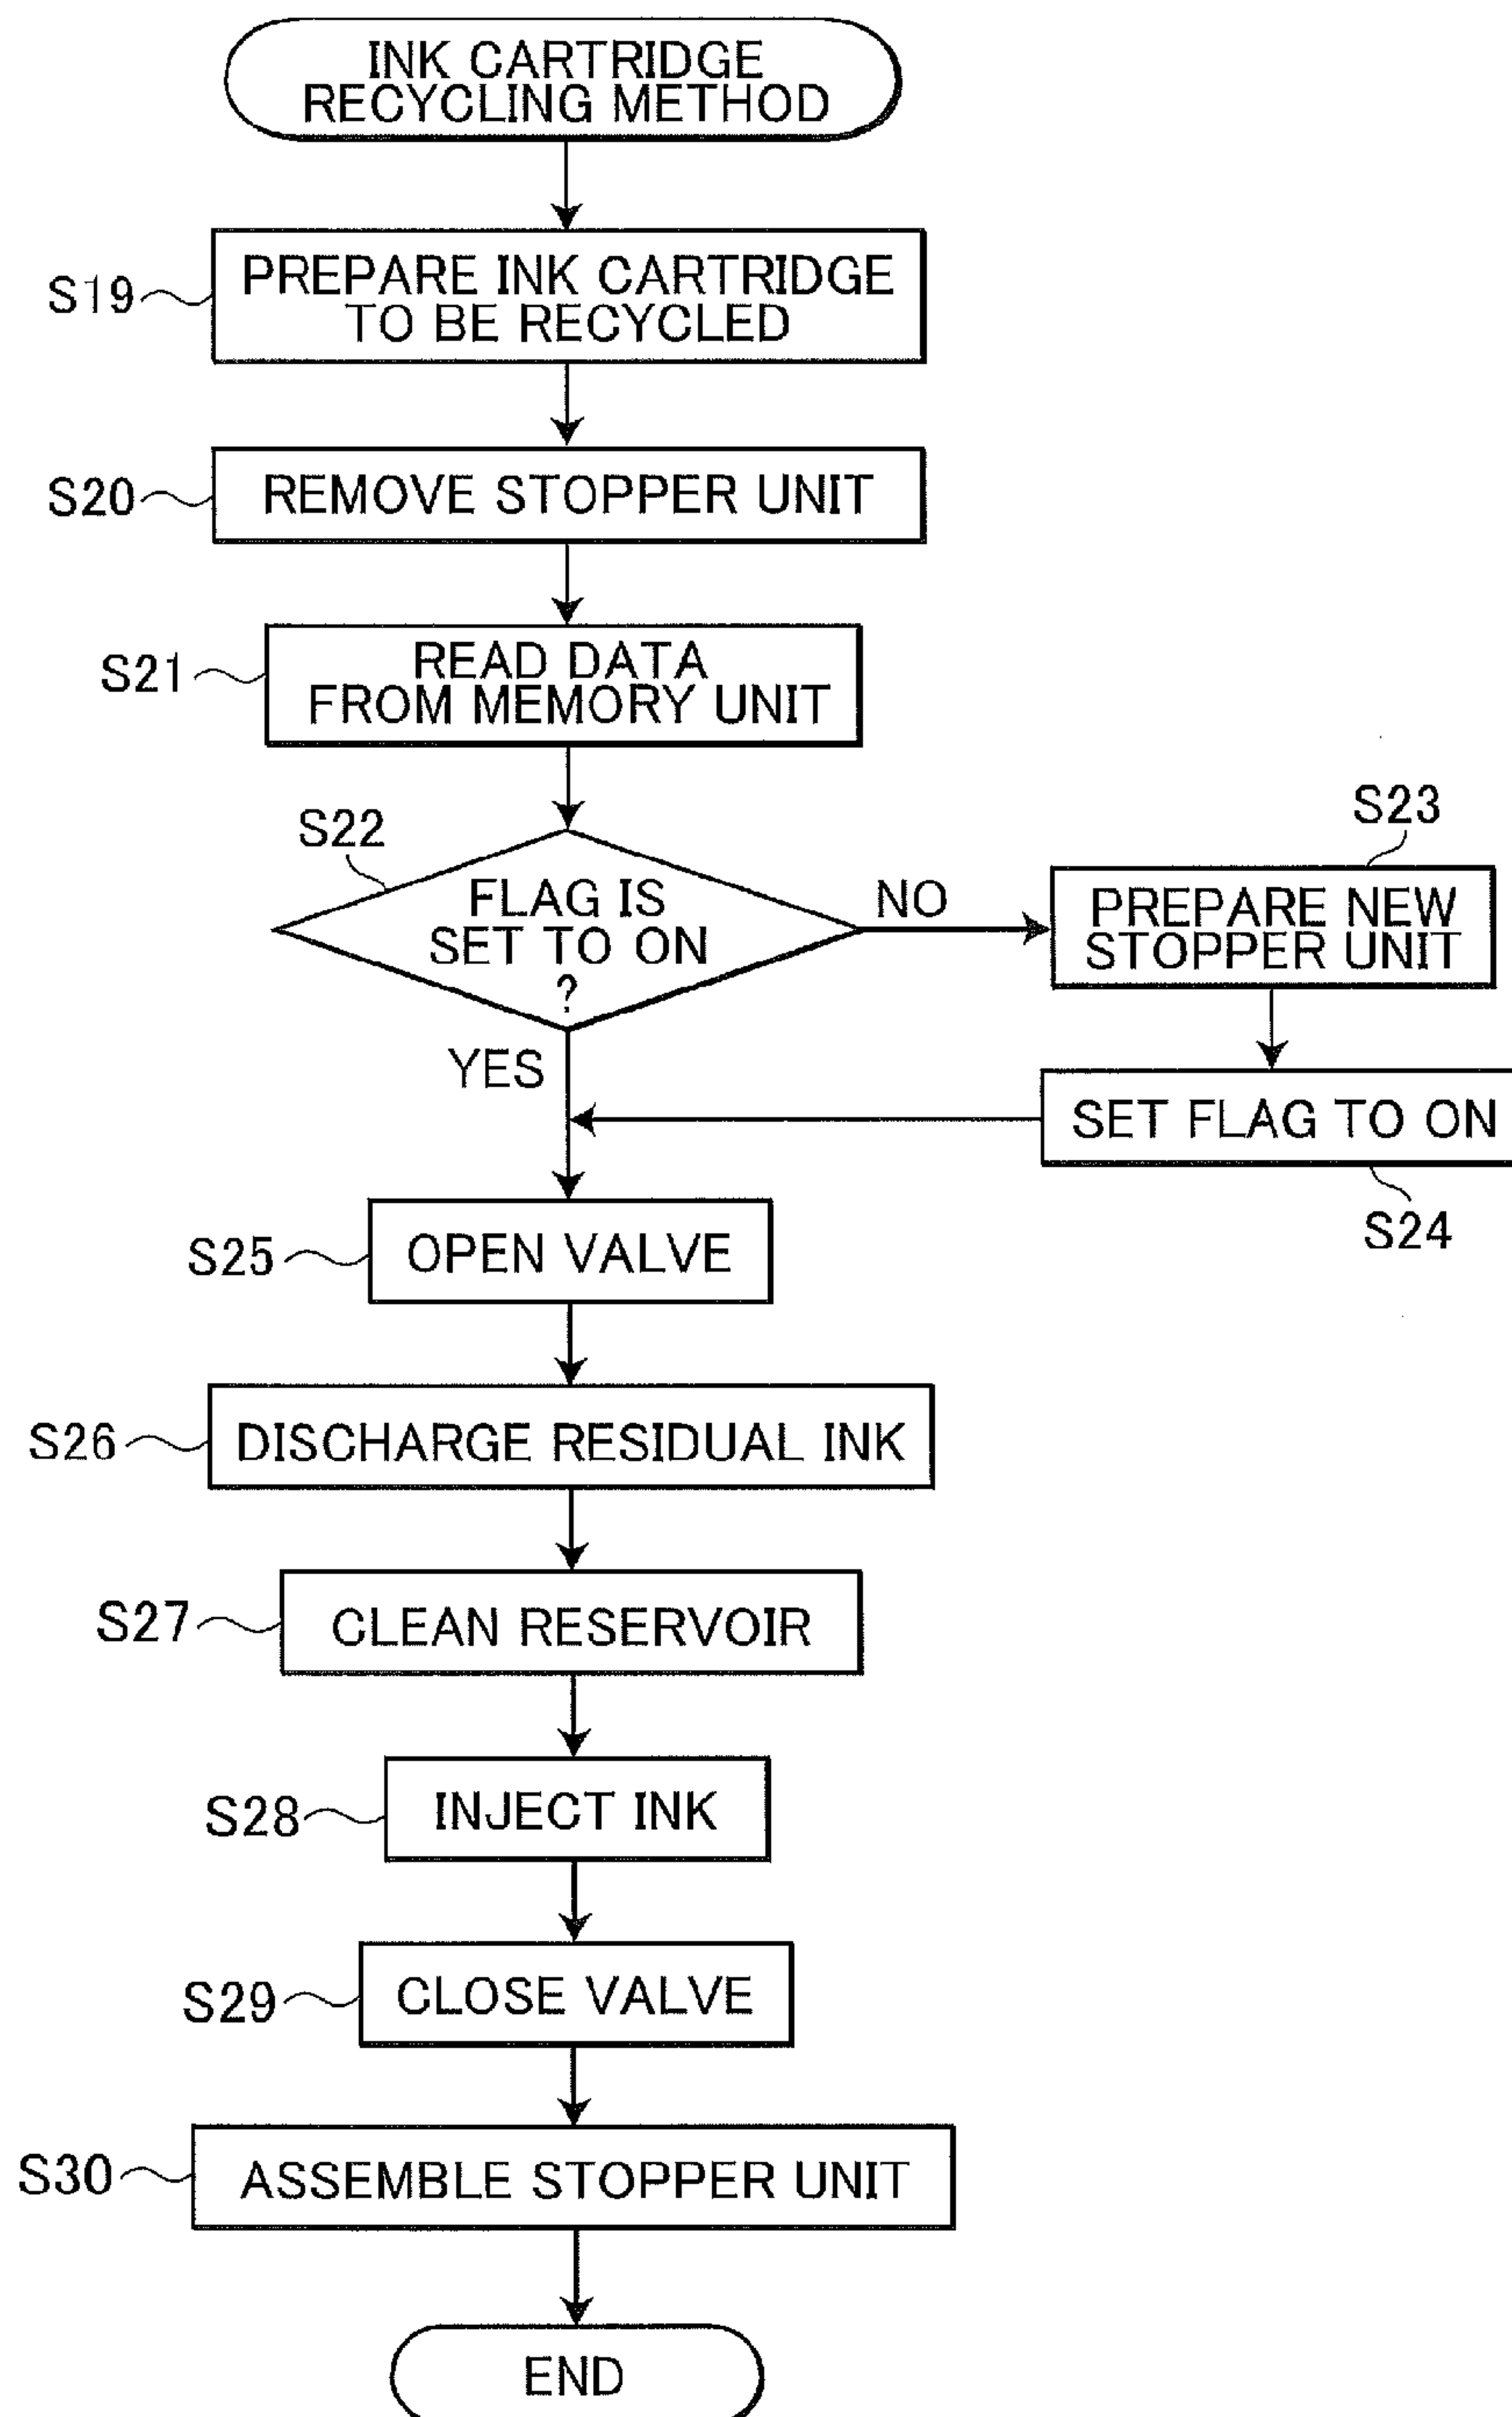 INK CARTRIDGE
RECYCLING METHOD
S19
PREPARE INK CARTRIDGE
TO BE RECYCLED
S20
REMOVE STOPPER UNIT
S21
READ DATA
FROM MEMORY UNIT
S22
FLAG IS
SET TO ON
?
NO
S23
PREPARE NEW
STOPPER UNIT
YES
SET FLAG TO ON
S24
S25
OPEN VALVE
S26
DISCHARGE RESIDUAL INK
S27
CLEAN RESERVOIR
S28
INJECT INK
S29
CLOSE VALVE
S30
ASSEMBLE STOPPER UNIT
END